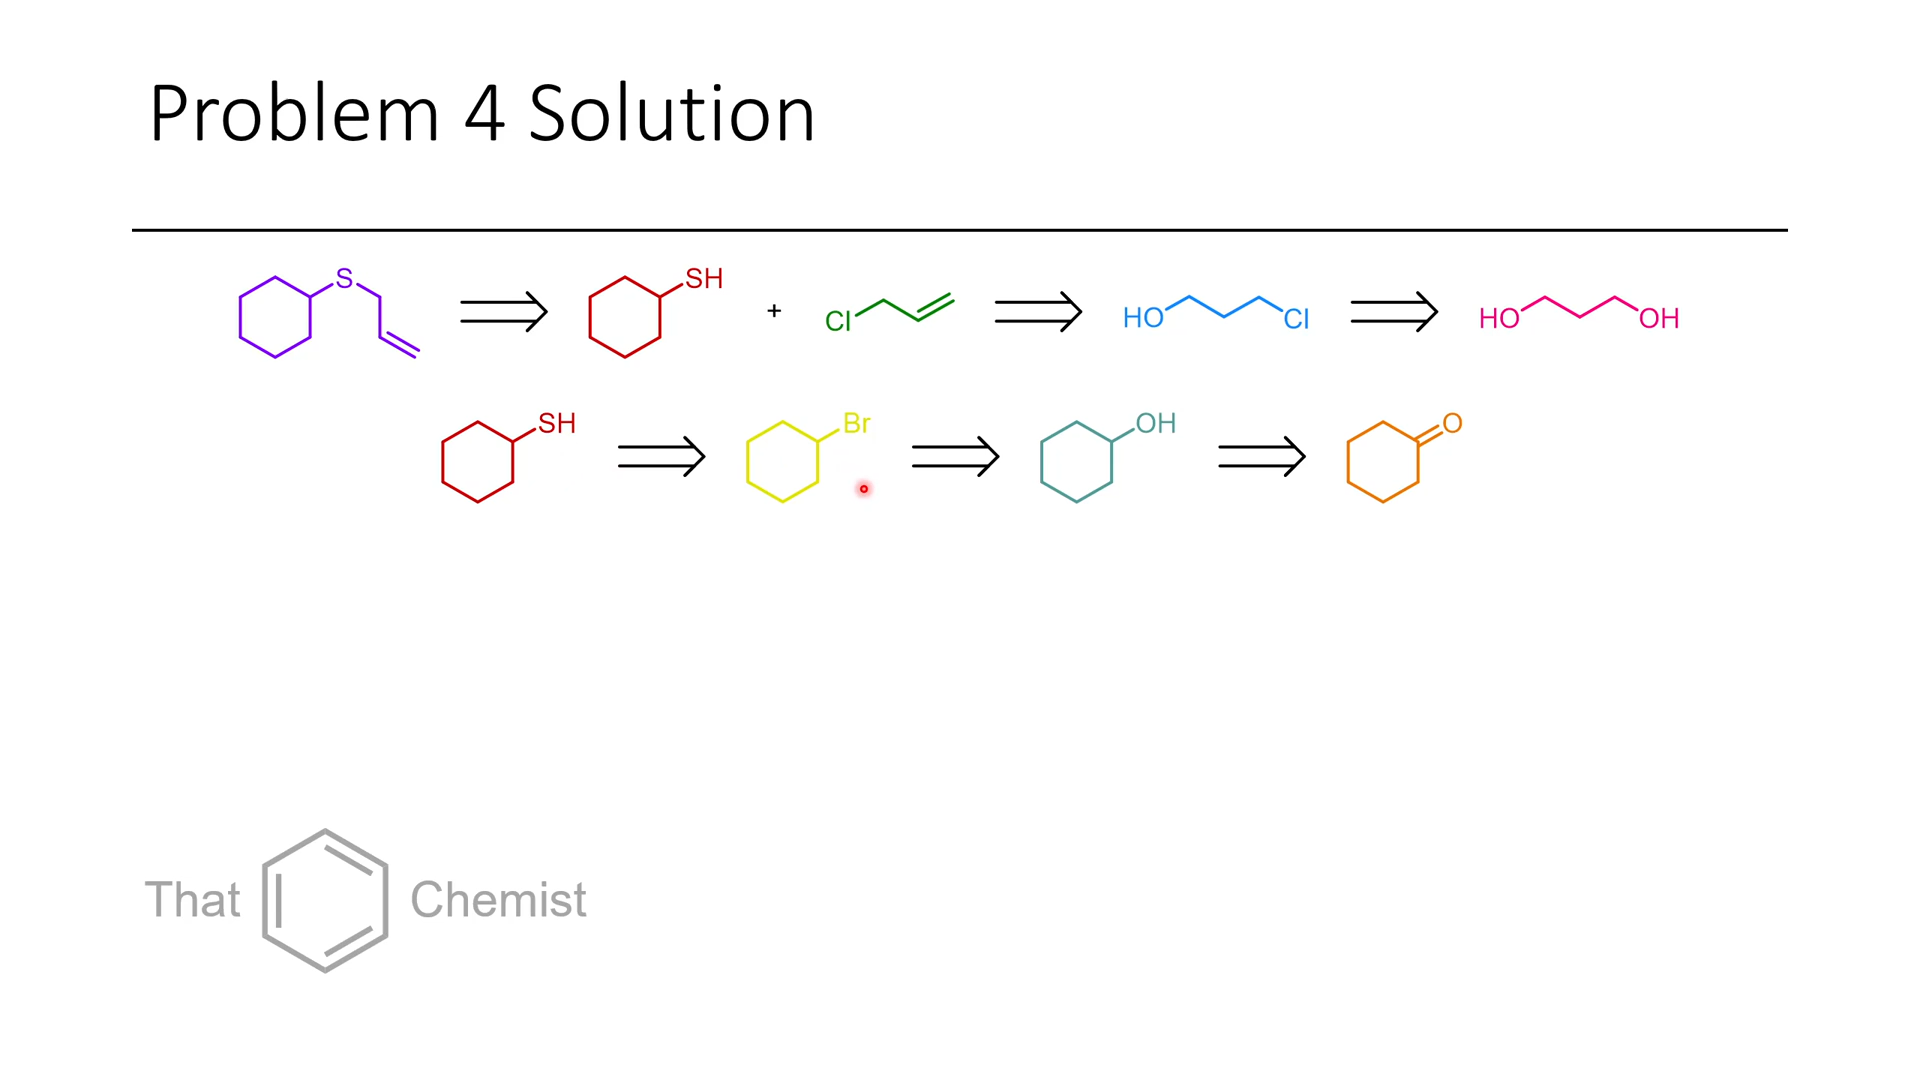 Problem 4 Solution
S SH + Cl HO Cl HO OH
SH Br OH O
That Chemist